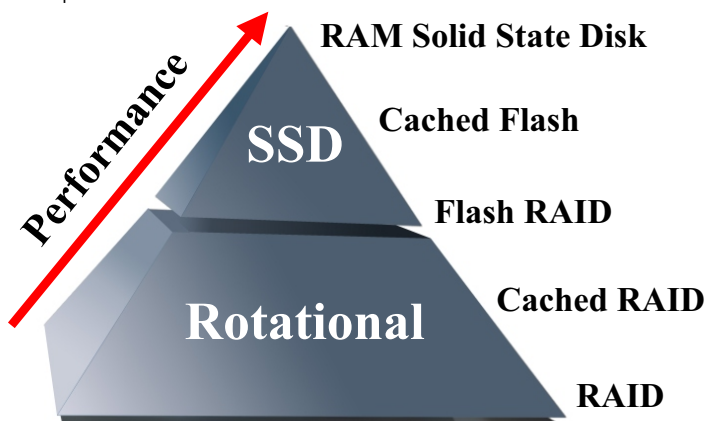 RAM Solid State Disk
Performance
Cached Flash
SSD
Flash RAID
Cached RAID
Rotational
RAID